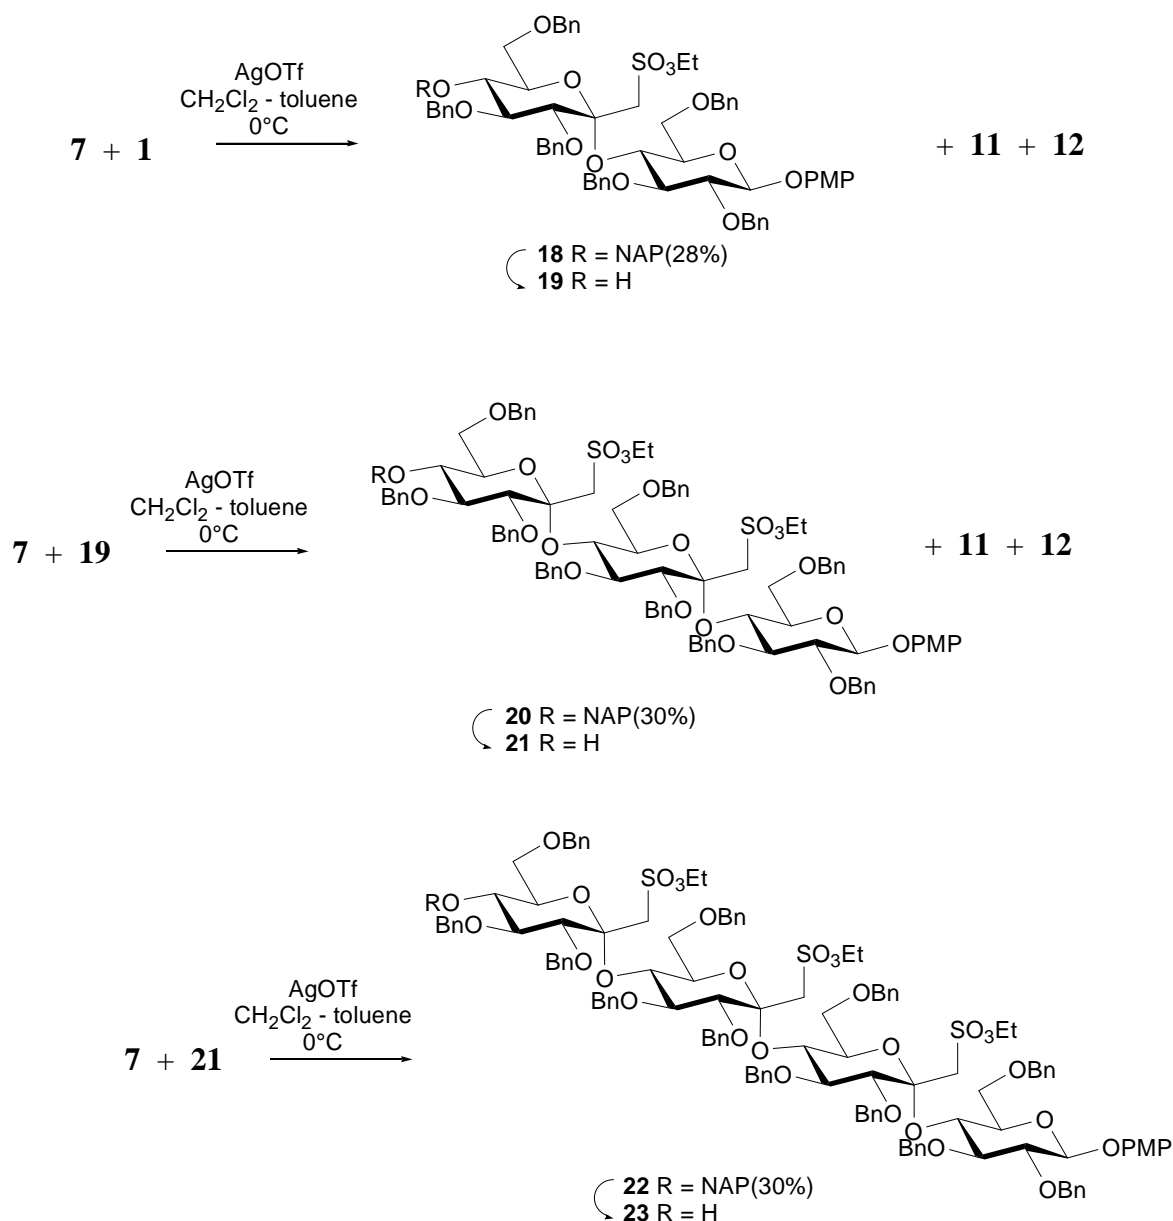 OBn
AgOTf
CH2Cl2 - toluene
0°C
7 + 1
RO
BnO
BnO
O
SO3Et
O
OBn
BnO
O
OPMP
OBn
+ 11 + 12
18 R = NAP(28%)
19 R = H
OBn
AgOTf
CH2Cl2 - toluene
0°C
7 + 19
RO
BnO
BnO
O
SO3Et
O
OBn
BnO
BnO
O
SO3Et
O
OBn
BnO
O
OPMP
OBn
+ 11 + 12
20 R = NAP(30%)
21 R = H
OBn
AgOTf
CH2Cl2 - toluene
0°C
7 + 21
RO
BnO
BnO
O
SO3Et
O
OBn
BnO
BnO
O
SO3Et
O
OBn
BnO
BnO
O
SO3Et
O
OBn
BnO
O
OPMP
OBn
22 R = NAP(30%)
23 R = H